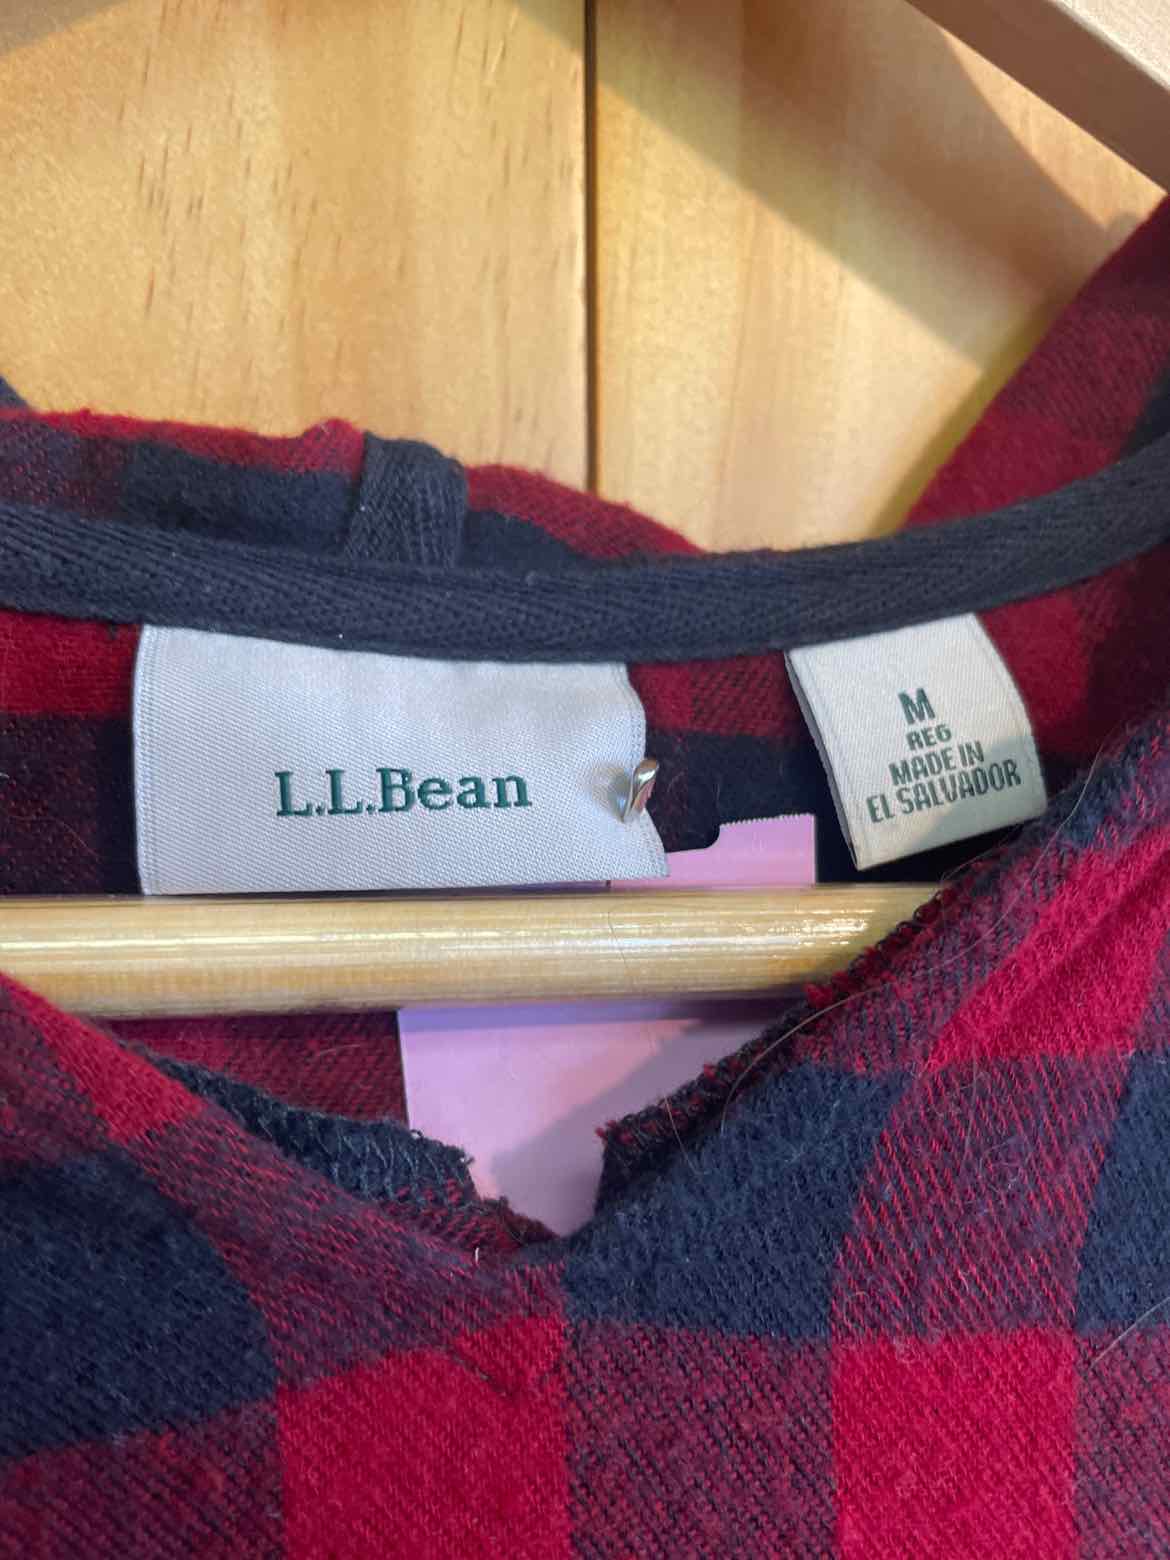 L.L.Bean
M
REG
MADE IN
EL SALVADOR